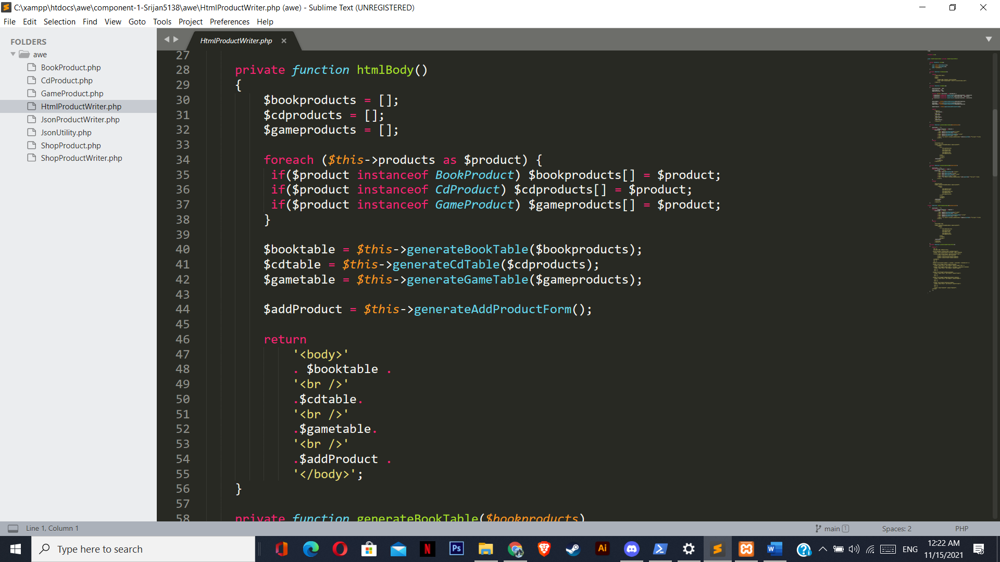 C:\xampp\htdocs\awe\component-1-Srijan5138\awe\HtmlProductWriter.php (awe) - Sublime Text (UNREGISTERED)
File Edit Selection Find View Goto Tools Project Preferences Help
FOLDERS
awe
BookProduct.php
CdProduct.php
GameProduct.php
HtmlProductWriter.php
JsonProductWriter.php
JsonUtility.php
ShopProduct.php
ShopProductWriter.php
HtmlProductWriter.php
27
28 private function htmlBody()
29 {
30 $bookproducts = [];
31 $cdproducts = [];
32 $gameproducts = [];
33
34 foreach ($this->products as $product) {
35 if($product instanceof BookProduct) $bookproducts[] = $product;
36 if($product instanceof CdProduct) $cdproducts[] = $product;
37 if($product instanceof GameProduct) $gameproducts[] = $product;
38 }
39
40 $booktable = $this->generateBookTable($bookproducts);
41 $cdtable = $this->generateCdTable($cdproducts);
42 $gametable = $this->generateGameTable($gameproducts);
43
44 $addProduct = $this->generateAddProductForm();
45
46 return
47 '<body>'
48 . $booktable .
49 '<br />'
50 .$cdtable.
51 '<br />'
52 .$gametable.
53 '<br />'
54 .$addProduct .
55 '</body>';
56 }
57
58 private function generateBookTable($bookproducts)
Line 1, Column 1
main 1
Spaces: 2
PHP
Type here to search
N
Ps
Ai
W
ENG
12:22 AM
11/15/2021